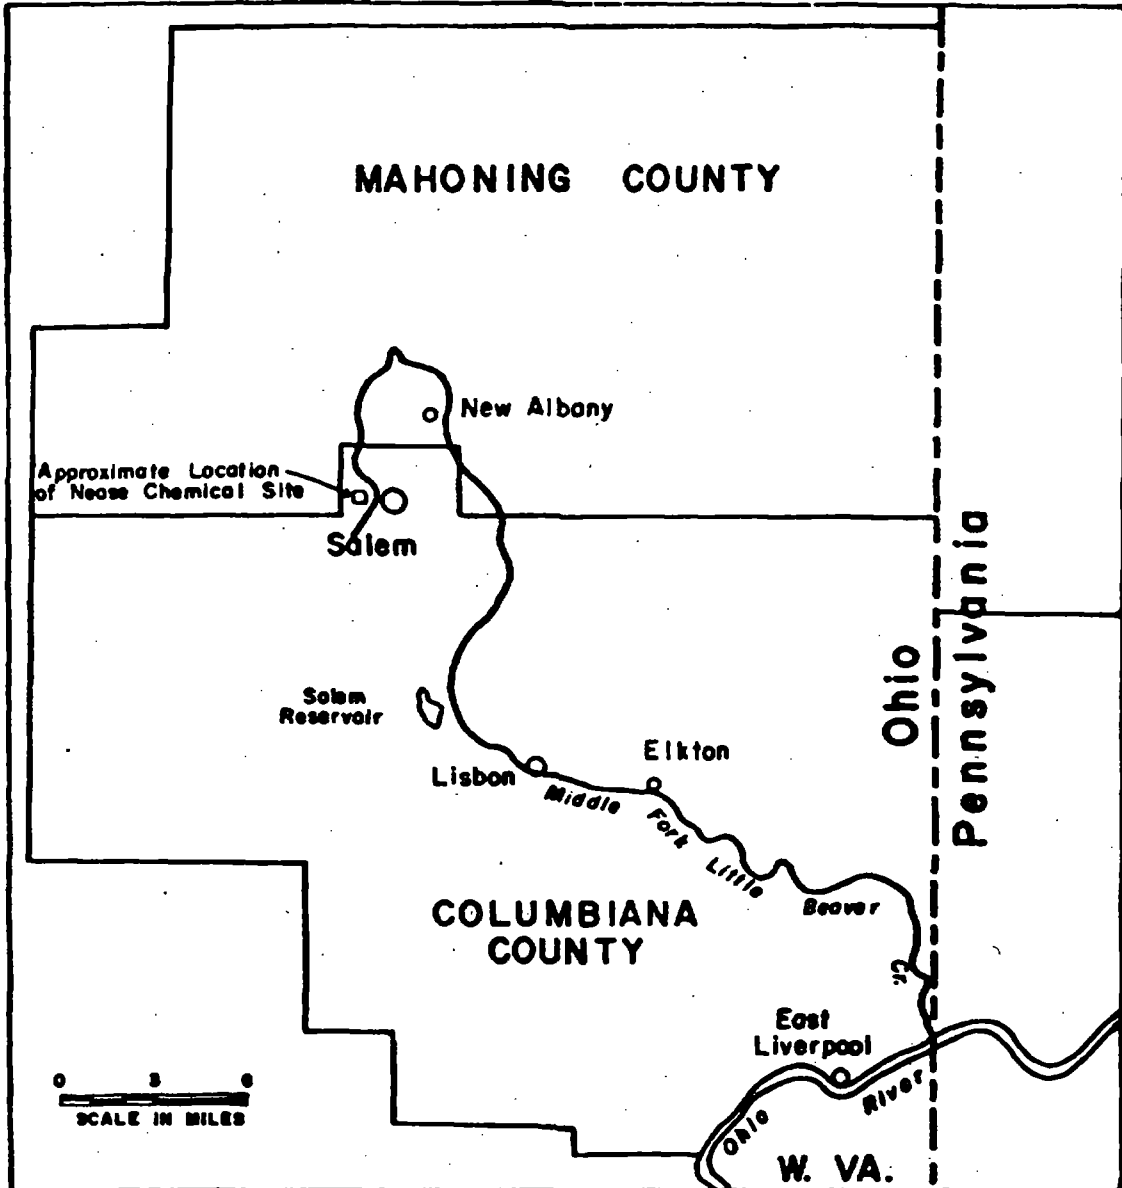 MAHONING COUNTY
New Albany
Approximate Location
of Nease Chemical Site
Salem
Ohio
Pennsylvania
Salem
Reservoir
Elkton
Lisbon
Middle Fork Little Beaver Cr.
COLUMBIANA
COUNTY
East
Liverpool
Ohio River
0 3 6
SCALE IN MILES
W. VA.